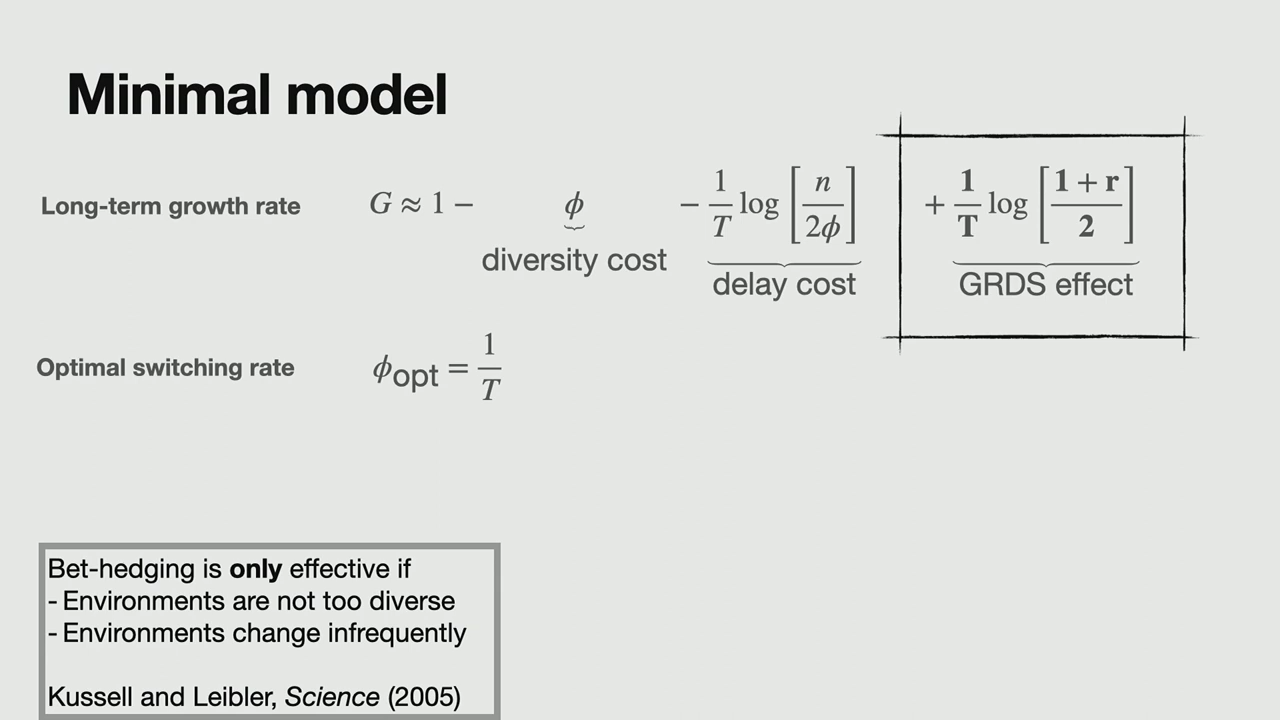 Minimal model
Long-term growth rate G ≈ 1 − ϕ − 1/T log [n/2ϕ] + 1/T log [1 + r/2]
diversity cost
delay cost
GRDS effect
Optimal switching rate ϕopt = 1/T
Bet-hedging is only effective if
- Environments are not too diverse
- Environments change infrequently
Kussell and Leibler, Science (2005)